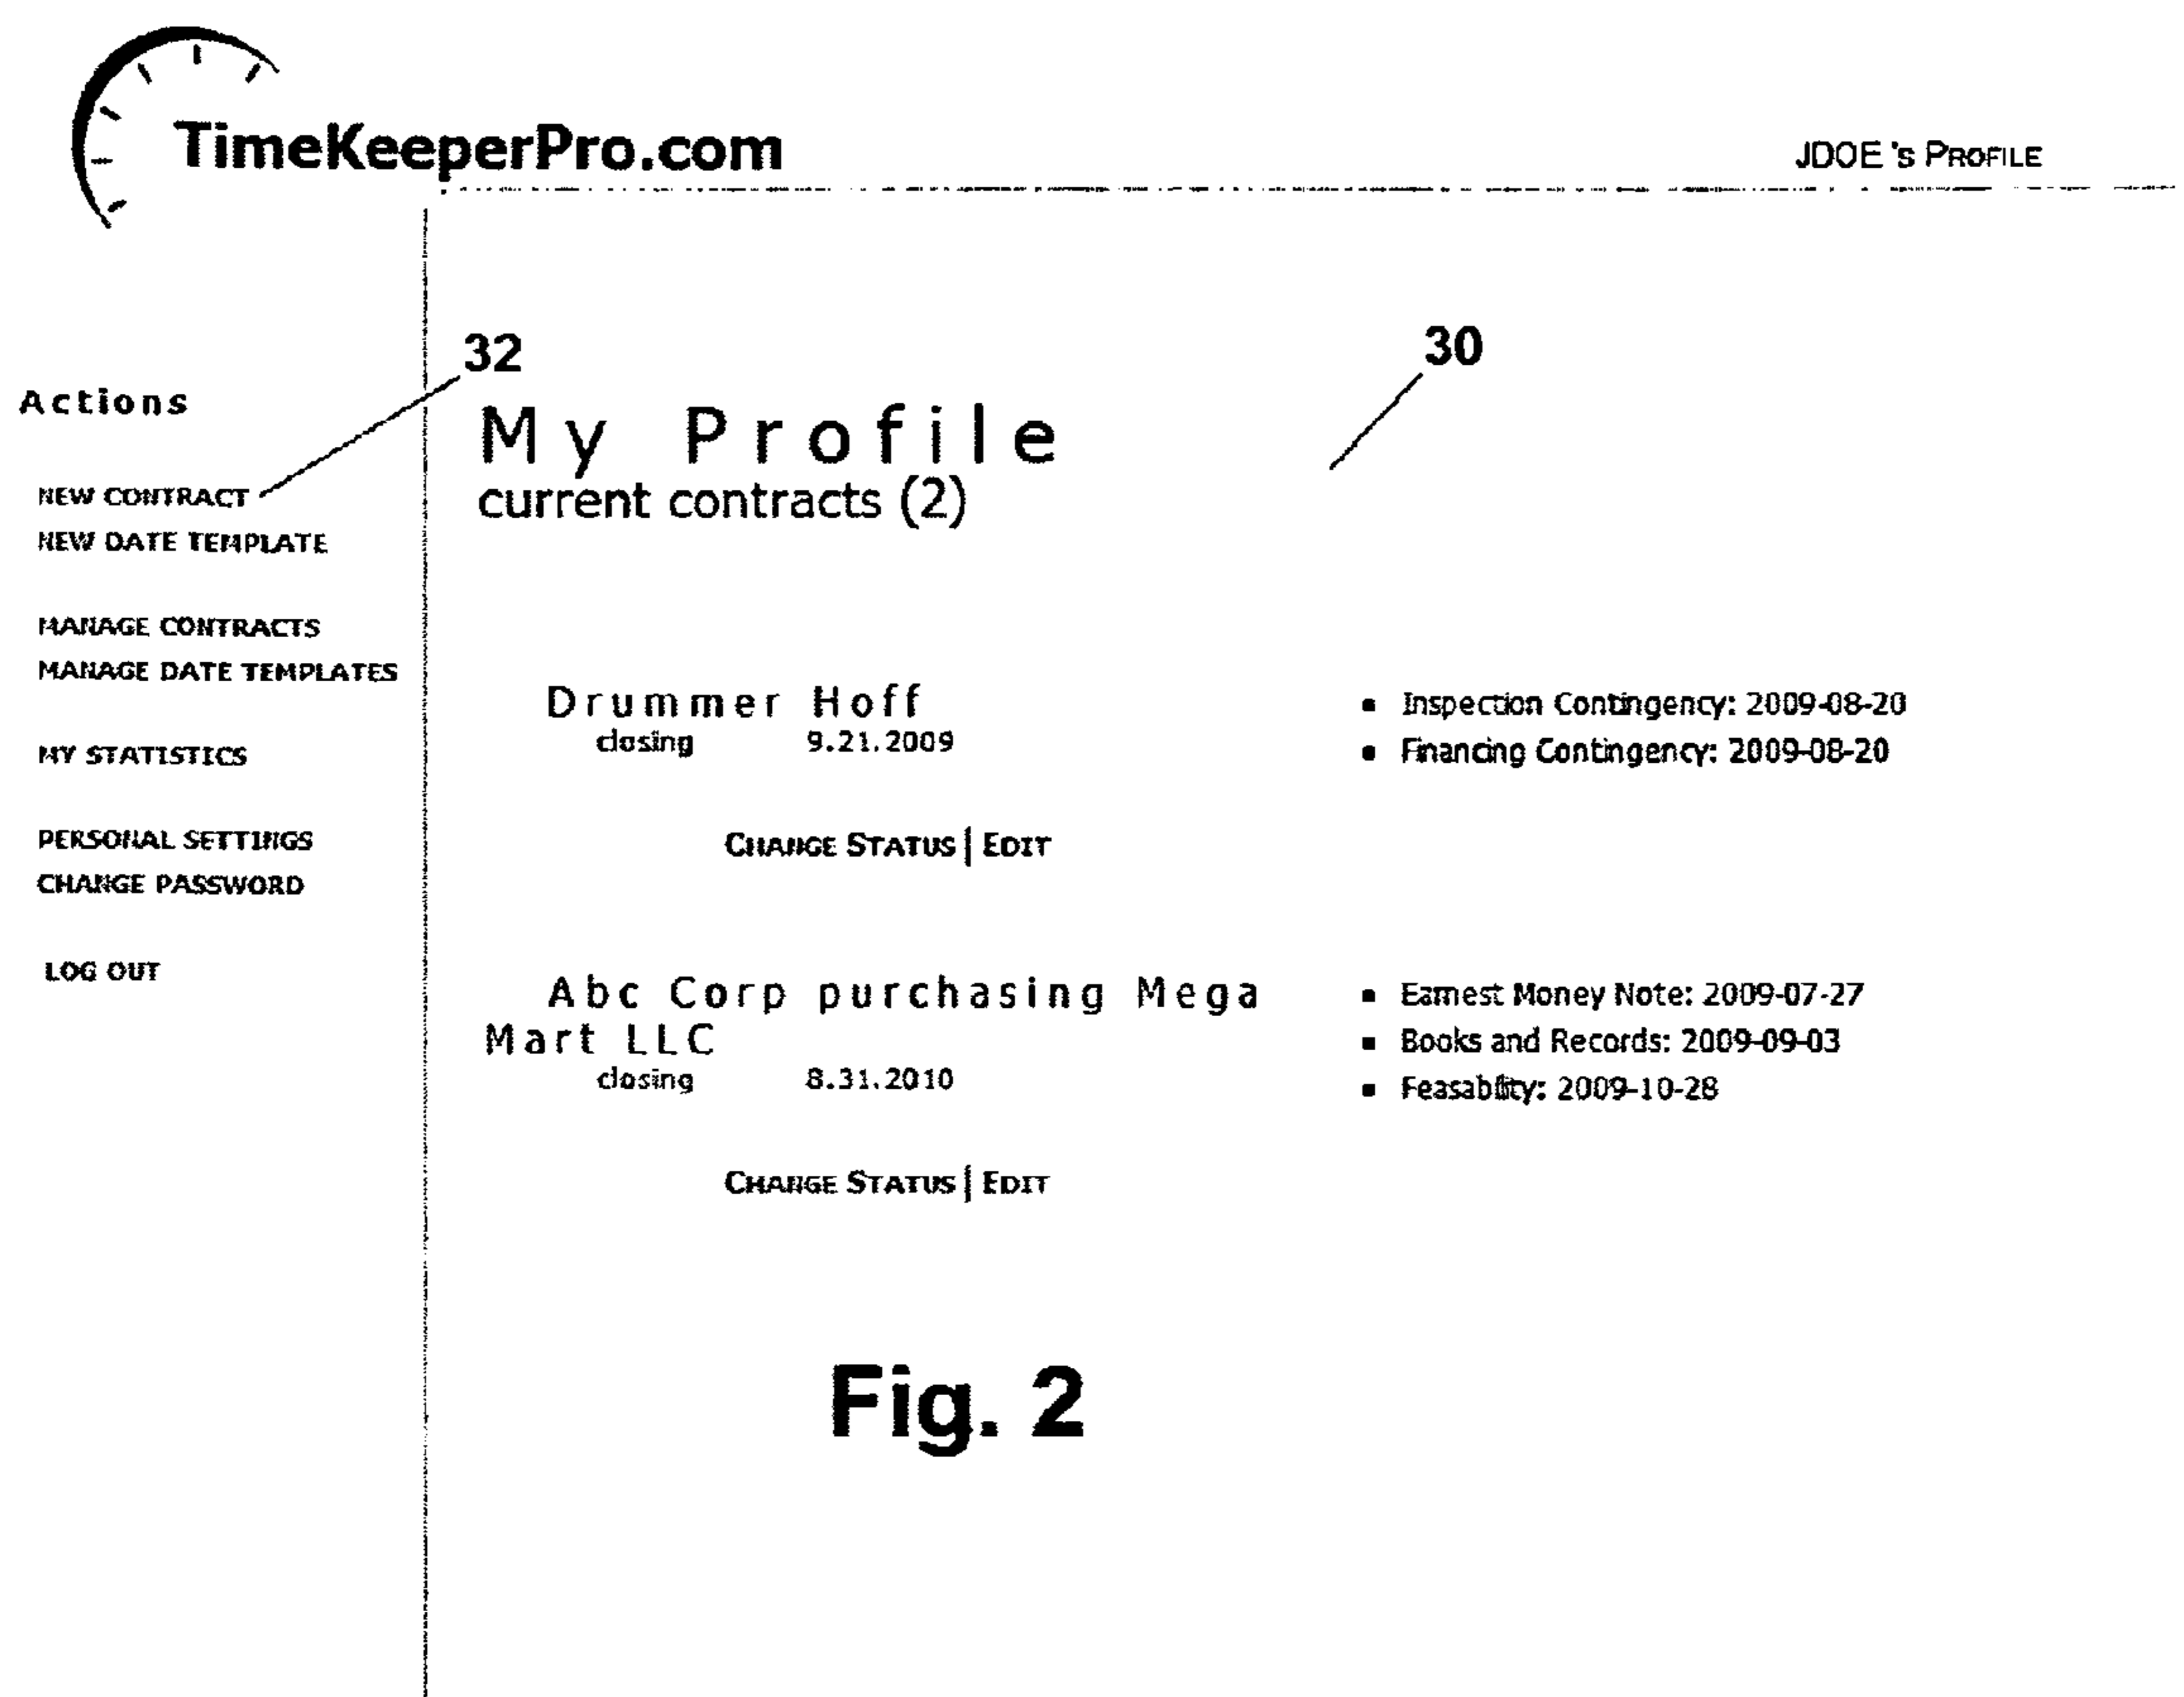 TimeKeeperPro.com
JDOE 's PROFILE
32
30
Actions
NEW CONTRACT
NEW DATE TEMPLATE
MANAGE CONTRACTS
MANAGE DATE TEMPLATES
MY STATISTICS
PERSONAL SETTINGS
CHANGE PASSWORD
LOG OUT
My Profile
current contracts (2)
Drummer Hoff
closing 9.21.2009
▪ Inspection Contingency: 2009-08-20
▪ Financing Contingency: 2009-08-20
CHANGE STATUS | EDIT
Abc Corp purchasing Mega
Mart LLC
closing 8.31.2010
▪ Earnest Money Note: 2009-07-27
▪ Books and Records: 2009-09-03
▪ Feasability: 2009-10-28
CHANGE STATUS | EDIT
Fig. 2